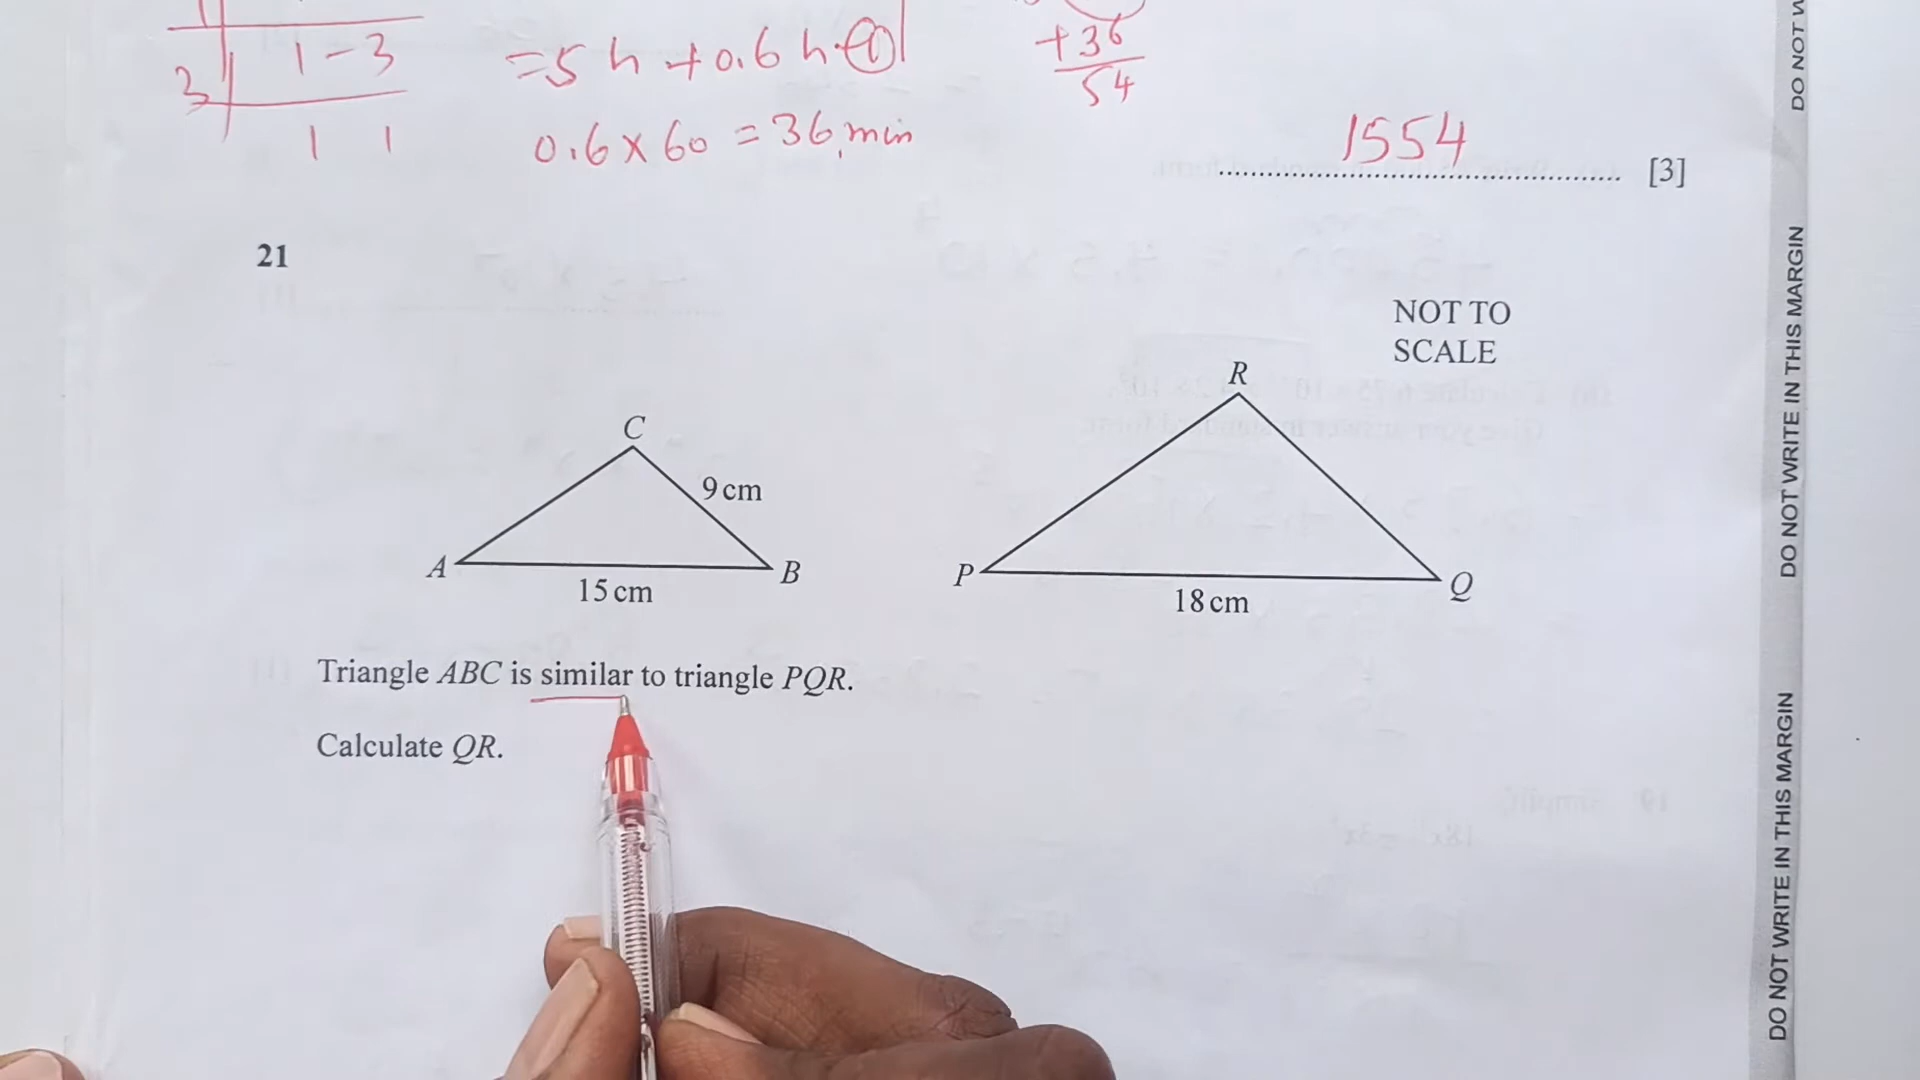 3 | 1 - 3
1 1
= 5 h + 0.6 h
0.6 × 60 = 36 min
+36
54
1554
[3]
21
NOT TO
SCALE
C
9 cm
A
B
15 cm
R
P
Q
18 cm
Triangle ABC is similar to triangle PQR.
Calculate QR.
DO NOT W
DO NOT WRITE IN THIS MARGIN
DO NOT WRITE IN THIS MARGIN